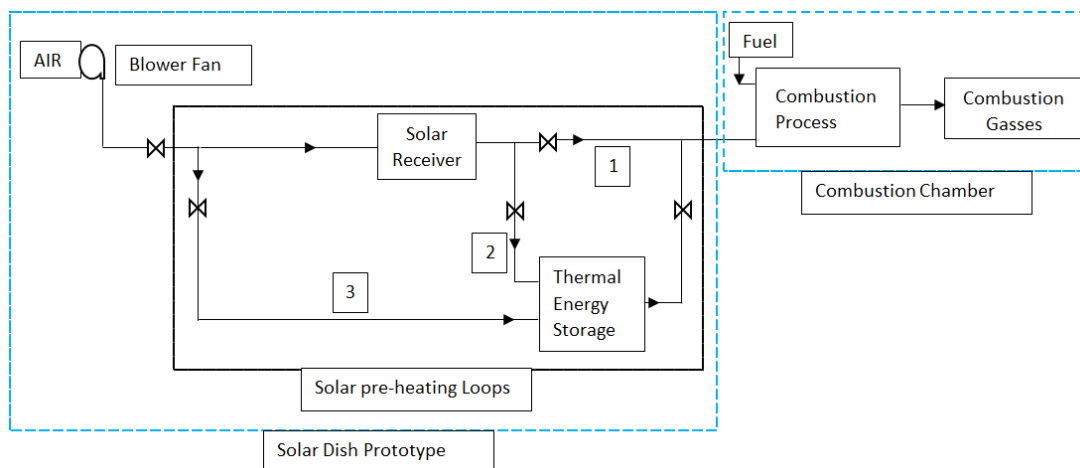 AIR
Blower Fan
Fuel
Combustion
Process
Combustion
Gasses
Combustion Chamber
Solar
Receiver
1
2
3
Thermal
Energy
Storage
Solar pre-heating Loops
Solar Dish Prototype